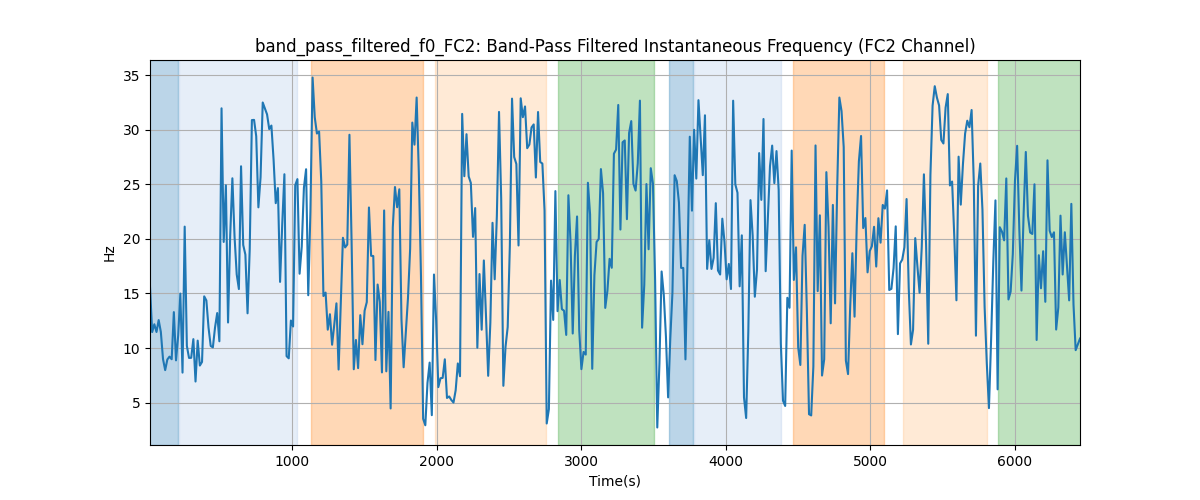 band_pass_filtered_f0_FC2: Band-Pass Filtered Instantaneous Frequency (FC2 Channel)
35
30
25
20
15
10
5
Hz
1000 2000 3000 4000 5000 6000
Time(s)